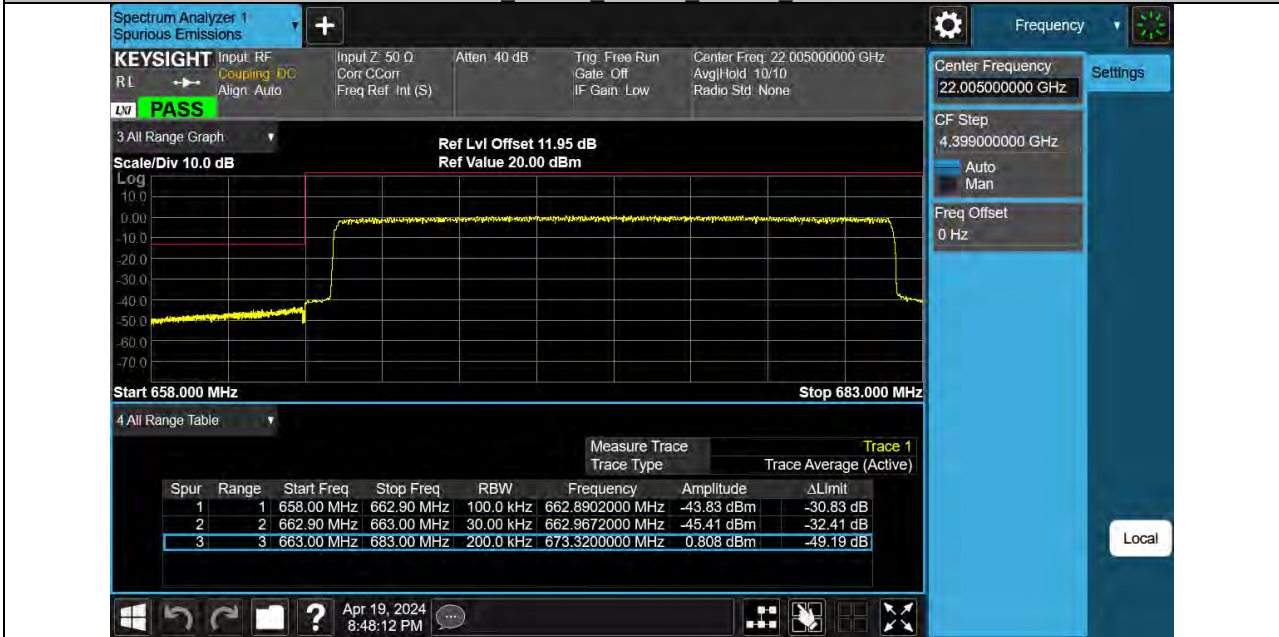 Spectrum Analyzer 1
Spurious Emissions
+
Frequency
KEYSIGHT
RL
LXI PASS
Input: RF
Coupling: DC
Align: Auto
Input Z: 50 Ω
Corr CCorr
Freq Ref: Int (S)
Atten: 40 dB
Trig: Free Run
Gate: Off
IF Gain: Low
Center Freq: 22.005000000 GHz
Avg|Hold: 10/10
Radio Std: None
Center Frequency
22.005000000 GHz
Settings
CF Step
4.399000000 GHz
Auto
Man
Freq Offset
0 Hz
3 All Range Graph
Scale/Div 10.0 dB
Ref Lvl Offset 11.95 dB
Ref Value 20.00 dBm
Log
10.0
0.00
-10.0
-20.0
-30.0
-40.0
-50.0
-60.0
-70.0
Start 658.000 MHz Stop 683.000 MHz
4 All Range Table
Measure Trace Trace 1
Trace Type Trace Average (Active)
Spur Range Start Freq Stop Freq RBW Frequency Amplitude ΔLimit
1 1 658.00 MHz 662.90 MHz 100.0 kHz 662.8902000 MHz -43.83 dBm -30.83 dB
2 2 662.90 MHz 663.00 MHz 30.00 kHz 662.9672000 MHz -45.41 dBm -32.41 dB
3 3 663.00 MHz 683.00 MHz 200.0 kHz 673.3200000 MHz 0.808 dBm -49.19 dB
Local
?
Apr 19, 2024
8:48:12 PM